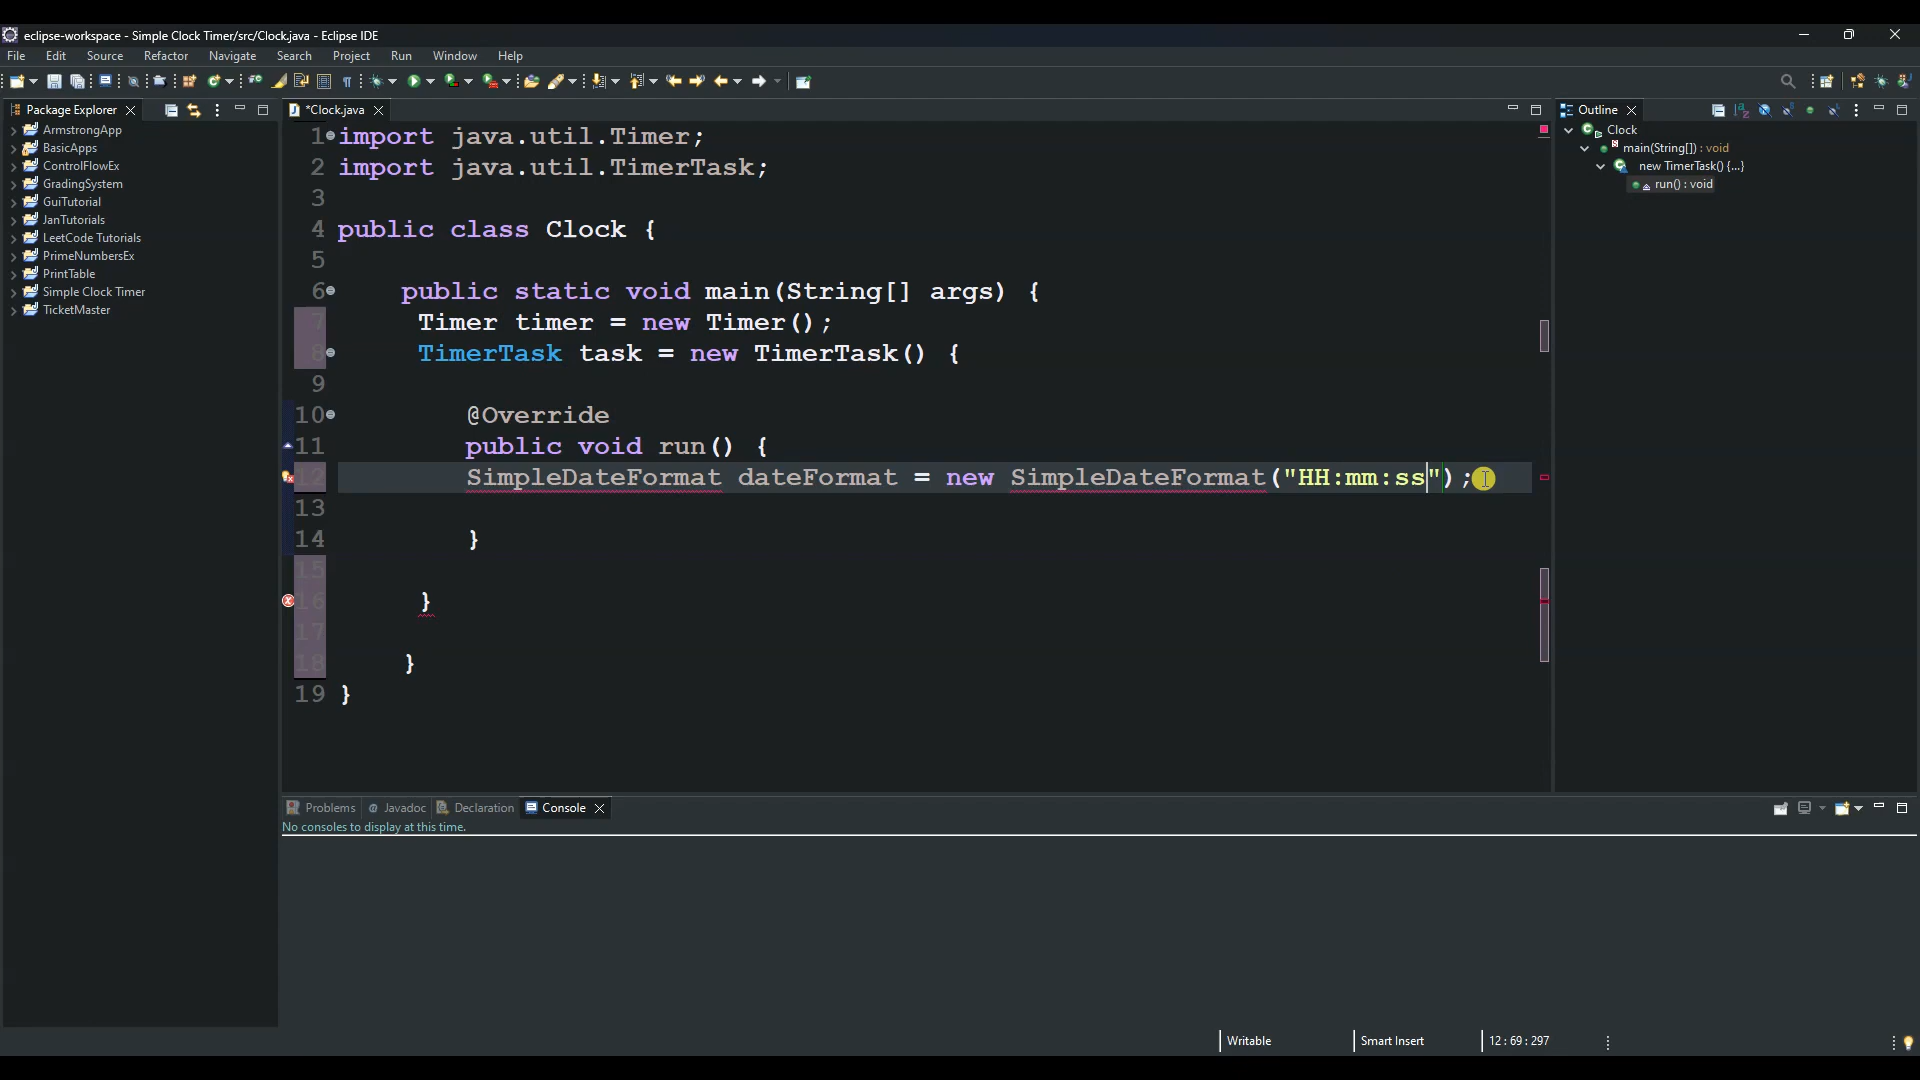 eclipse-workspace - Simple Clock Timer/src/Clock.java - Eclipse IDE
File Edit Source Refactor Navigate Search Project Run Window Help
Package Explorer
ArmstrongApp
BasicApps
ControlFlowEx
GradingSystem
GuiTutorial
JanTutorials
LeetCode Tutorials
PrimeNumbersEx
PrintTable
Simple Clock Timer
TicketMaster
*Clock.java
1 import java.util.Timer;
2 import java.util.TimerTask;
3
4 public class Clock {
5
6 public static void main(String[] args) {
7 Timer timer = new Timer();
8 TimerTask task = new TimerTask() {
9
10 @Override
11 public void run() {
12 SimpleDateFormat dateFormat = new SimpleDateFormat("HH:mm:ss");
13
14 }
15
16 }
17
18 }
19 }
Outline
Clock
main(String[]) : void
new TimerTask() {...}
run() : void
Problems Javadoc Declaration Console
No consoles to display at this time.
Writable Smart Insert 12 : 69 : 297